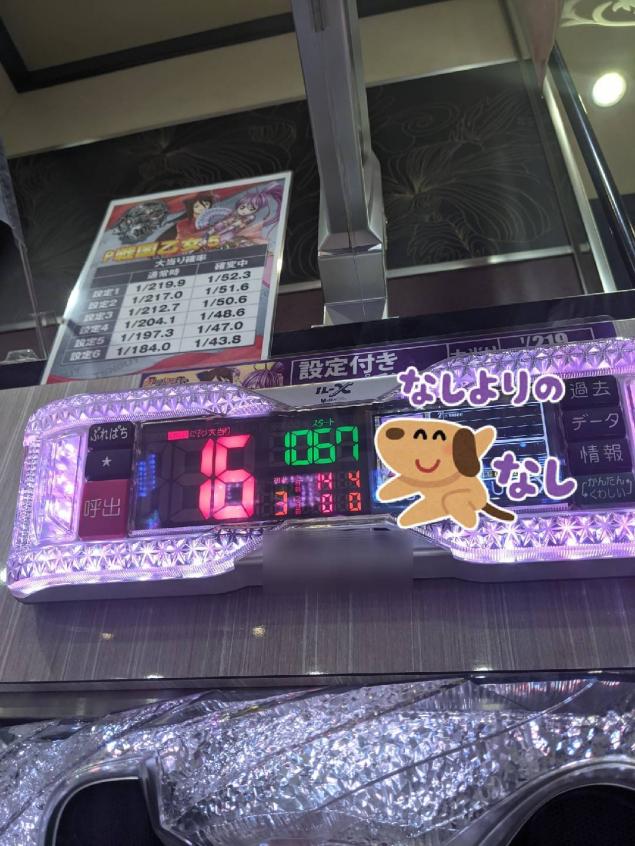 P戦国乙女5
大当り確率
通常時 確変中
設定1 1/219.9 1/52.3
設定2 1/217.0 1/51.6
設定3 1/212.7 1/50.6
設定4 1/204.1 1/48.6
設定5 1/197.3 1/47.0
設定6 1/184.0 1/43.8
設定付き
1/219
ぷれぱち
★
呼出
16
スタート
1067
14 4
3 0 0
なしよりの
なし
過去
データ
情報
かんたん
くわしい